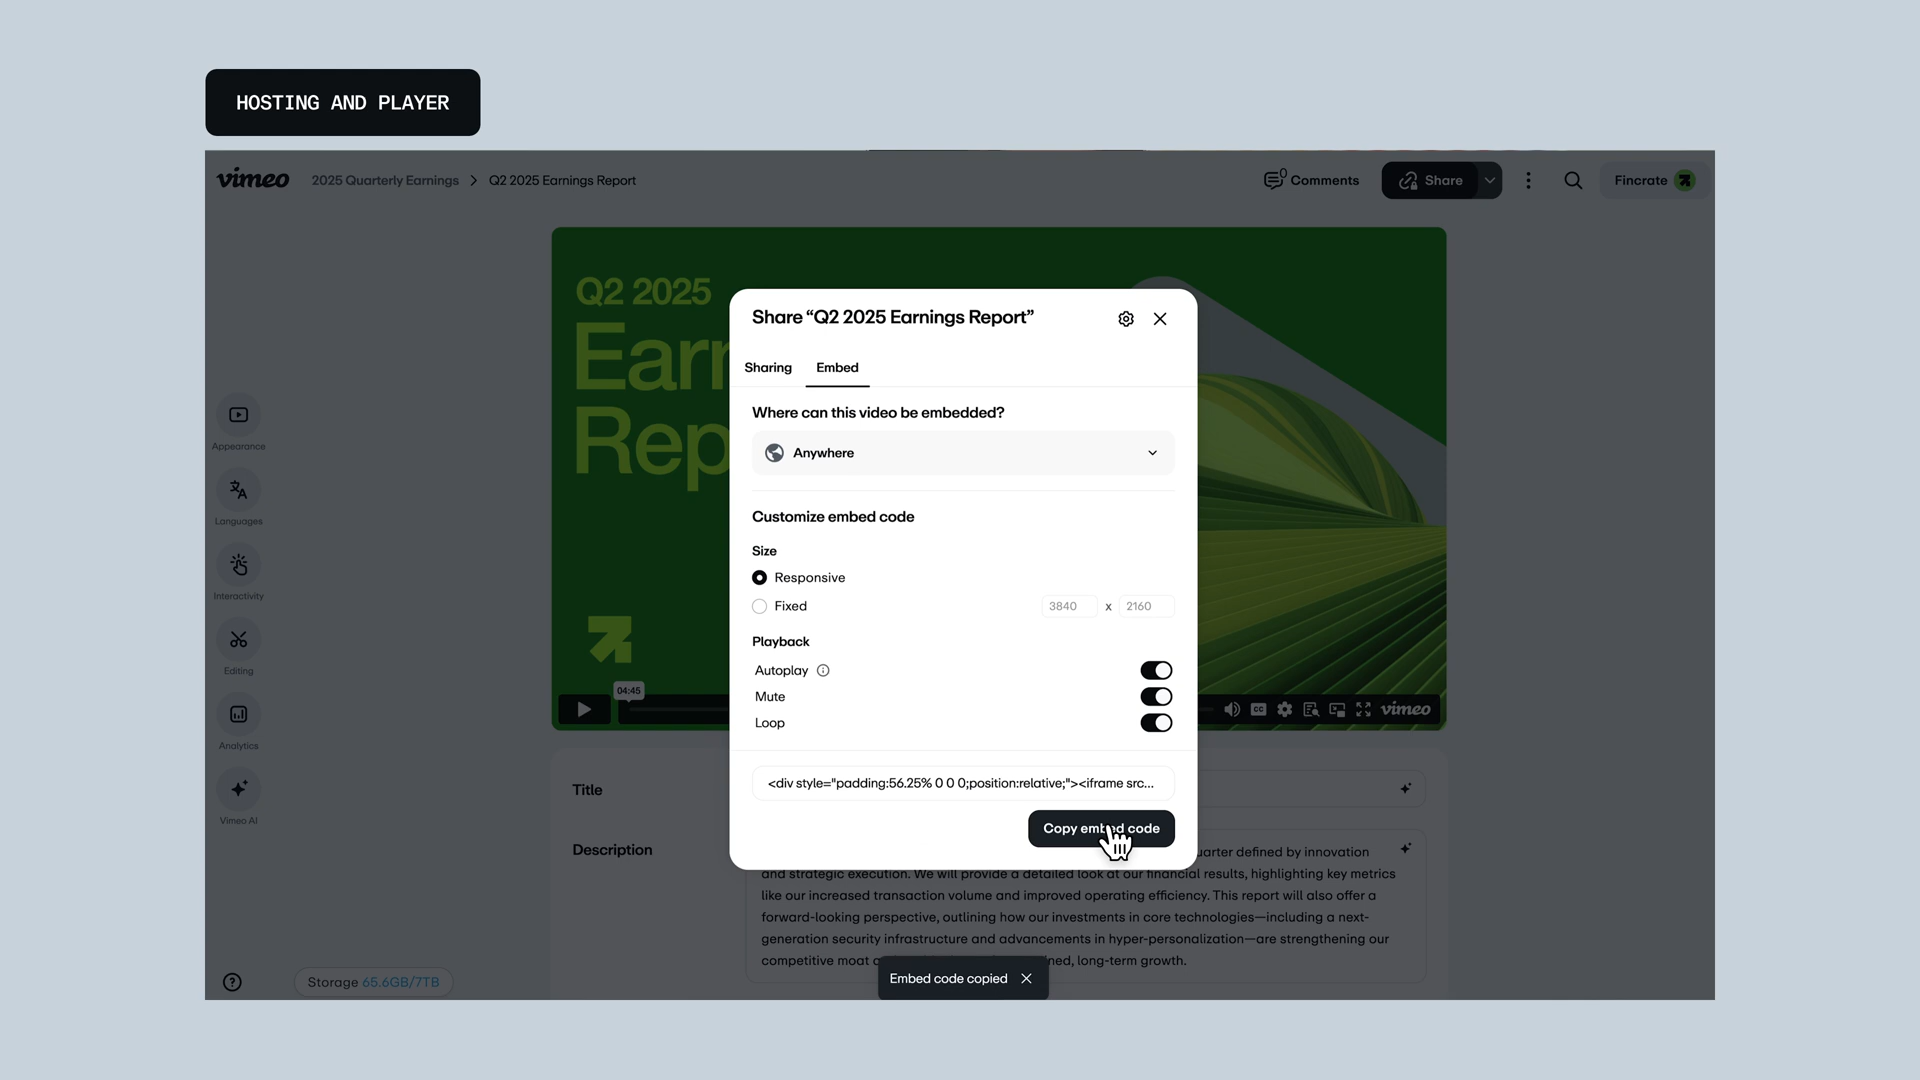 HOSTING AND PLAYER
vimeo
2025 Quarterly Earnings > Q2 2025 Earnings Report
0
Comments
Share
Fincrate
Q2 2025
Earn
Rep
Appearance
Languages
Interactivity
Editing
Analytics
Vimeo AI
04:45
CC
vimeo
Share “Q2 2025 Earnings Report”
Sharing
Embed
Where can this video be embedded?
Anywhere
Customize embed code
Size
Responsive
Fixed
3840 x 2160
Playback
Autoplay
Mute
Loop
<div style="padding:56.25% 0 0 0;position:relative;"><iframe src...
Copy embed code
Title
Description
defined by innovation
and strategic execution. We will provide a detailed look at our financial results, highlighting key metrics
like our increased transaction volume and improved operating efficiency. This report will also offer a
forward-looking perspective, outlining how our investments in core technologies—including a next-
generation security infrastructure and advancements in hyper-personalization—are strengthening our
competitive moat
long-term growth.
Embed code copied
Storage 65.6GB/7TB